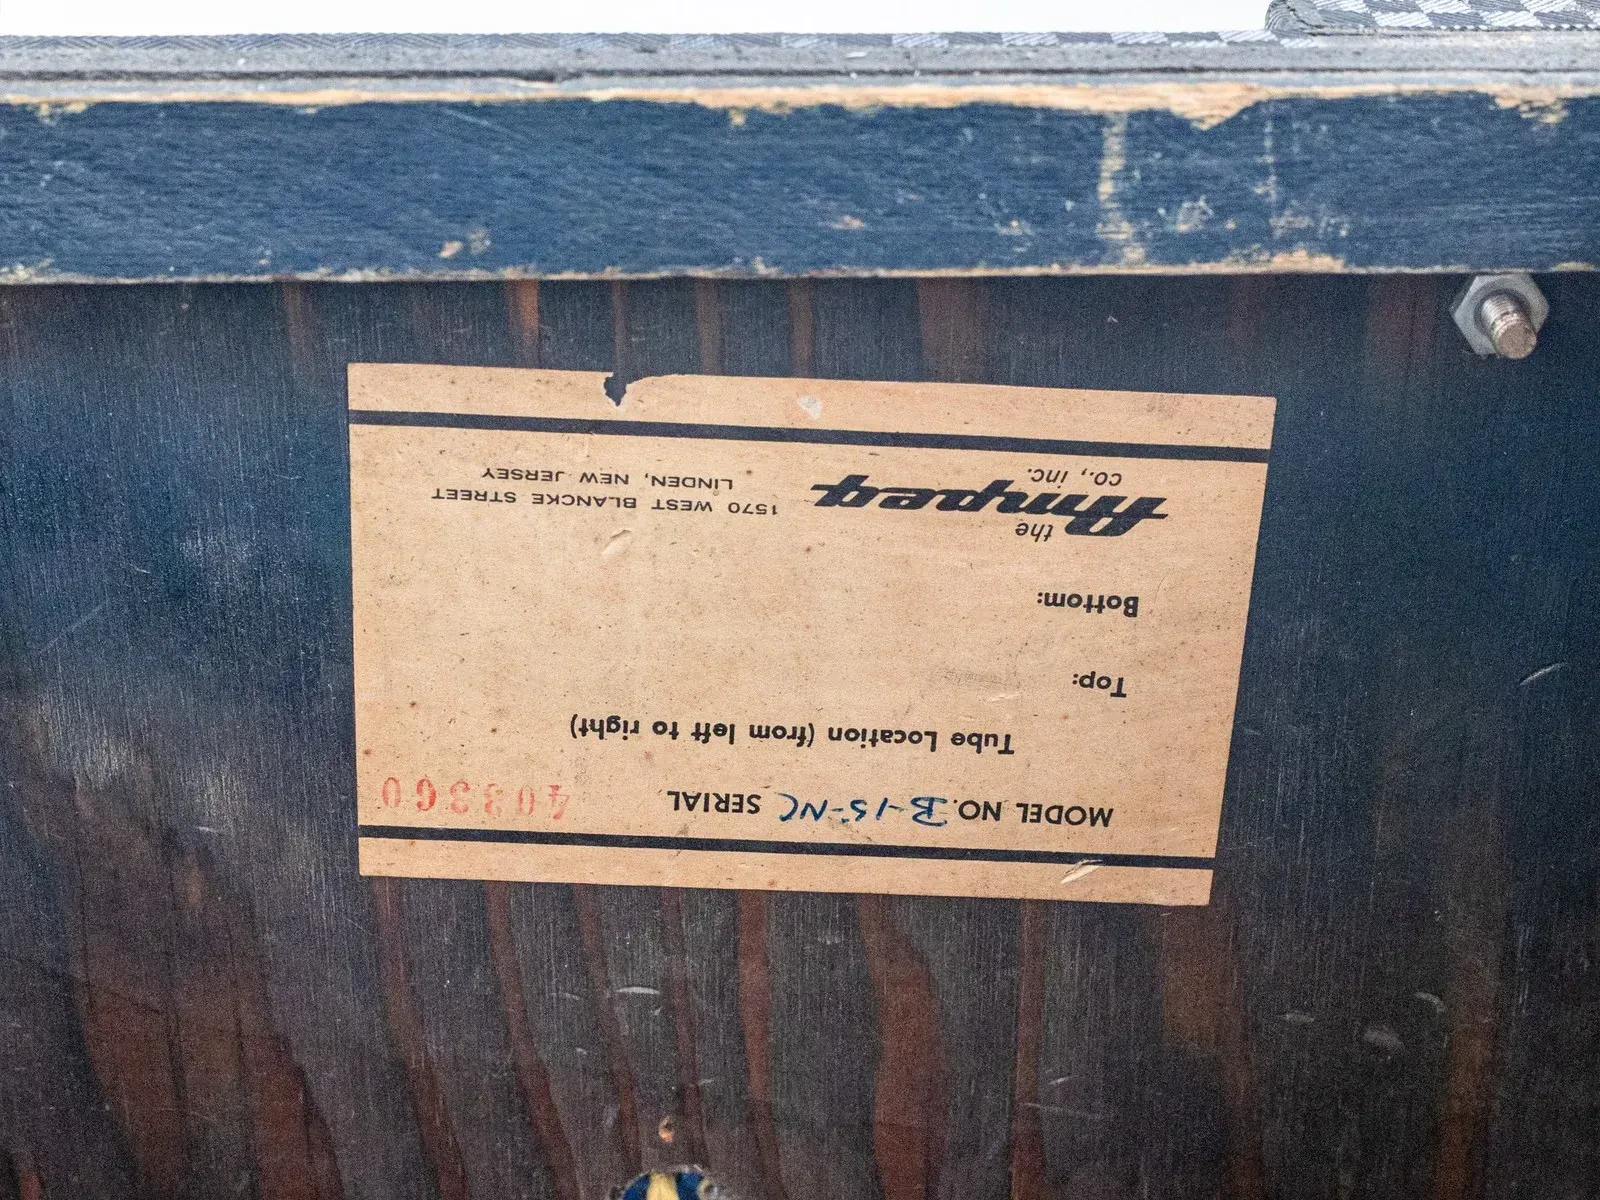 MODEL NO. B-15-NC SERIAL 403360
Tube Location (from left to right)
Top:
Bottom:
the
Ampeg
co., inc.
1570 WEST BLANCKE STREET
LINDEN, NEW JERSEY